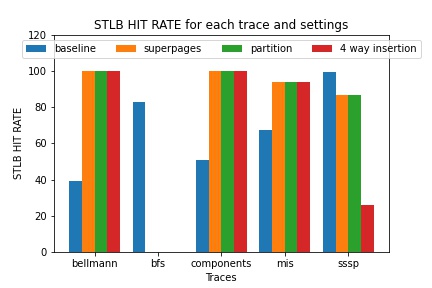 STLB HIT RATE for each trace and settings
120
baseline superpages partition 4 way insertion
100
80
60
40
20
0
STLB HIT RATE
bellmann bfs components mis sssp
Traces